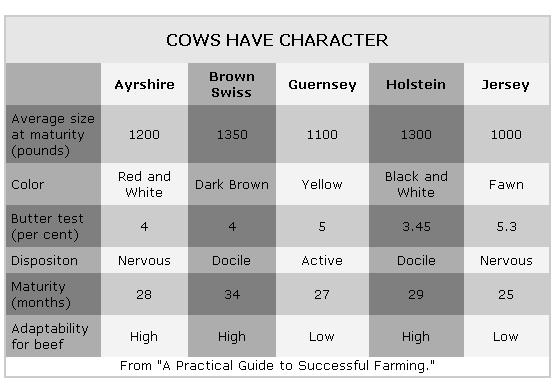 COWS HAVE CHARACTER
Ayrshire Brown Swiss Guernsey Holstein Jersey
Average size at maturity (pounds) 1200 1350 1100 1300 1000
Color Red and White Dark Brown Yellow Black and White Fawn
Butter test (per cent) 4 4 5 3.45 5.3
Dispositon Nervous Docile Active Docile Nervous
Maturity (months) 28 34 27 29 25
Adaptability for beef High High Low High Low
From "A Practical Guide to Successful Farming."